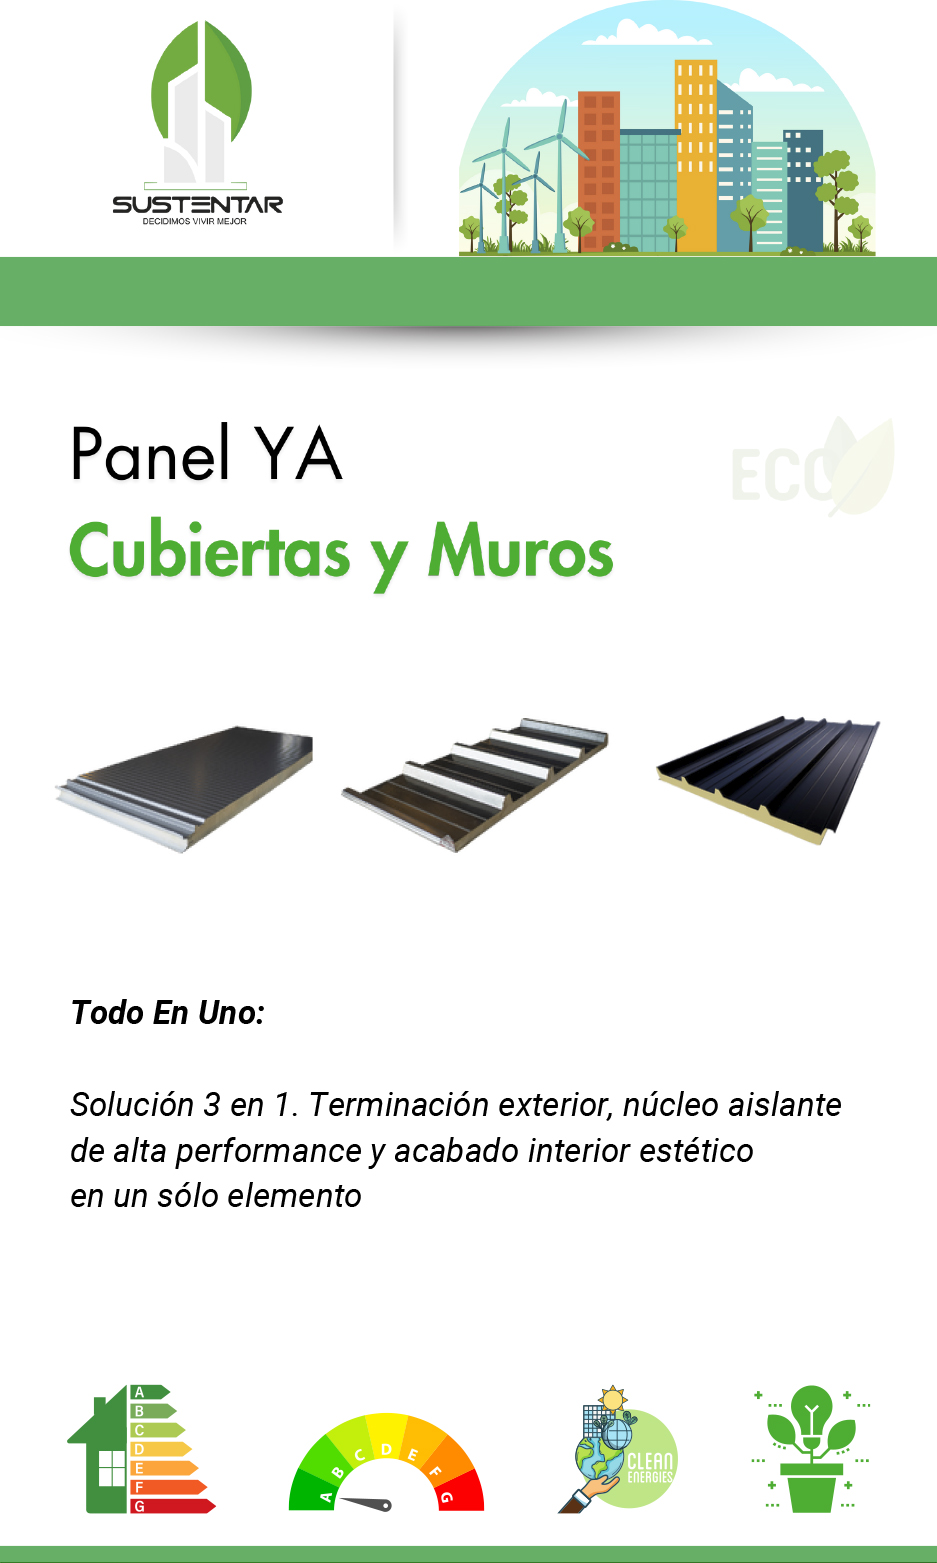 SUSTENTAR
DECIDIMOS VIVIR MEJOR
Panel YA
ECO
Cubiertas y Muros
Todo En Uno:
Solución 3 en 1. Terminación exterior, núcleo aislante
de alta performance y acabado interior estético
en un sólo elemento
A
B
C
D
E
F
G
A
B
C
D
E
F
G
CLEAN
ENERGIES